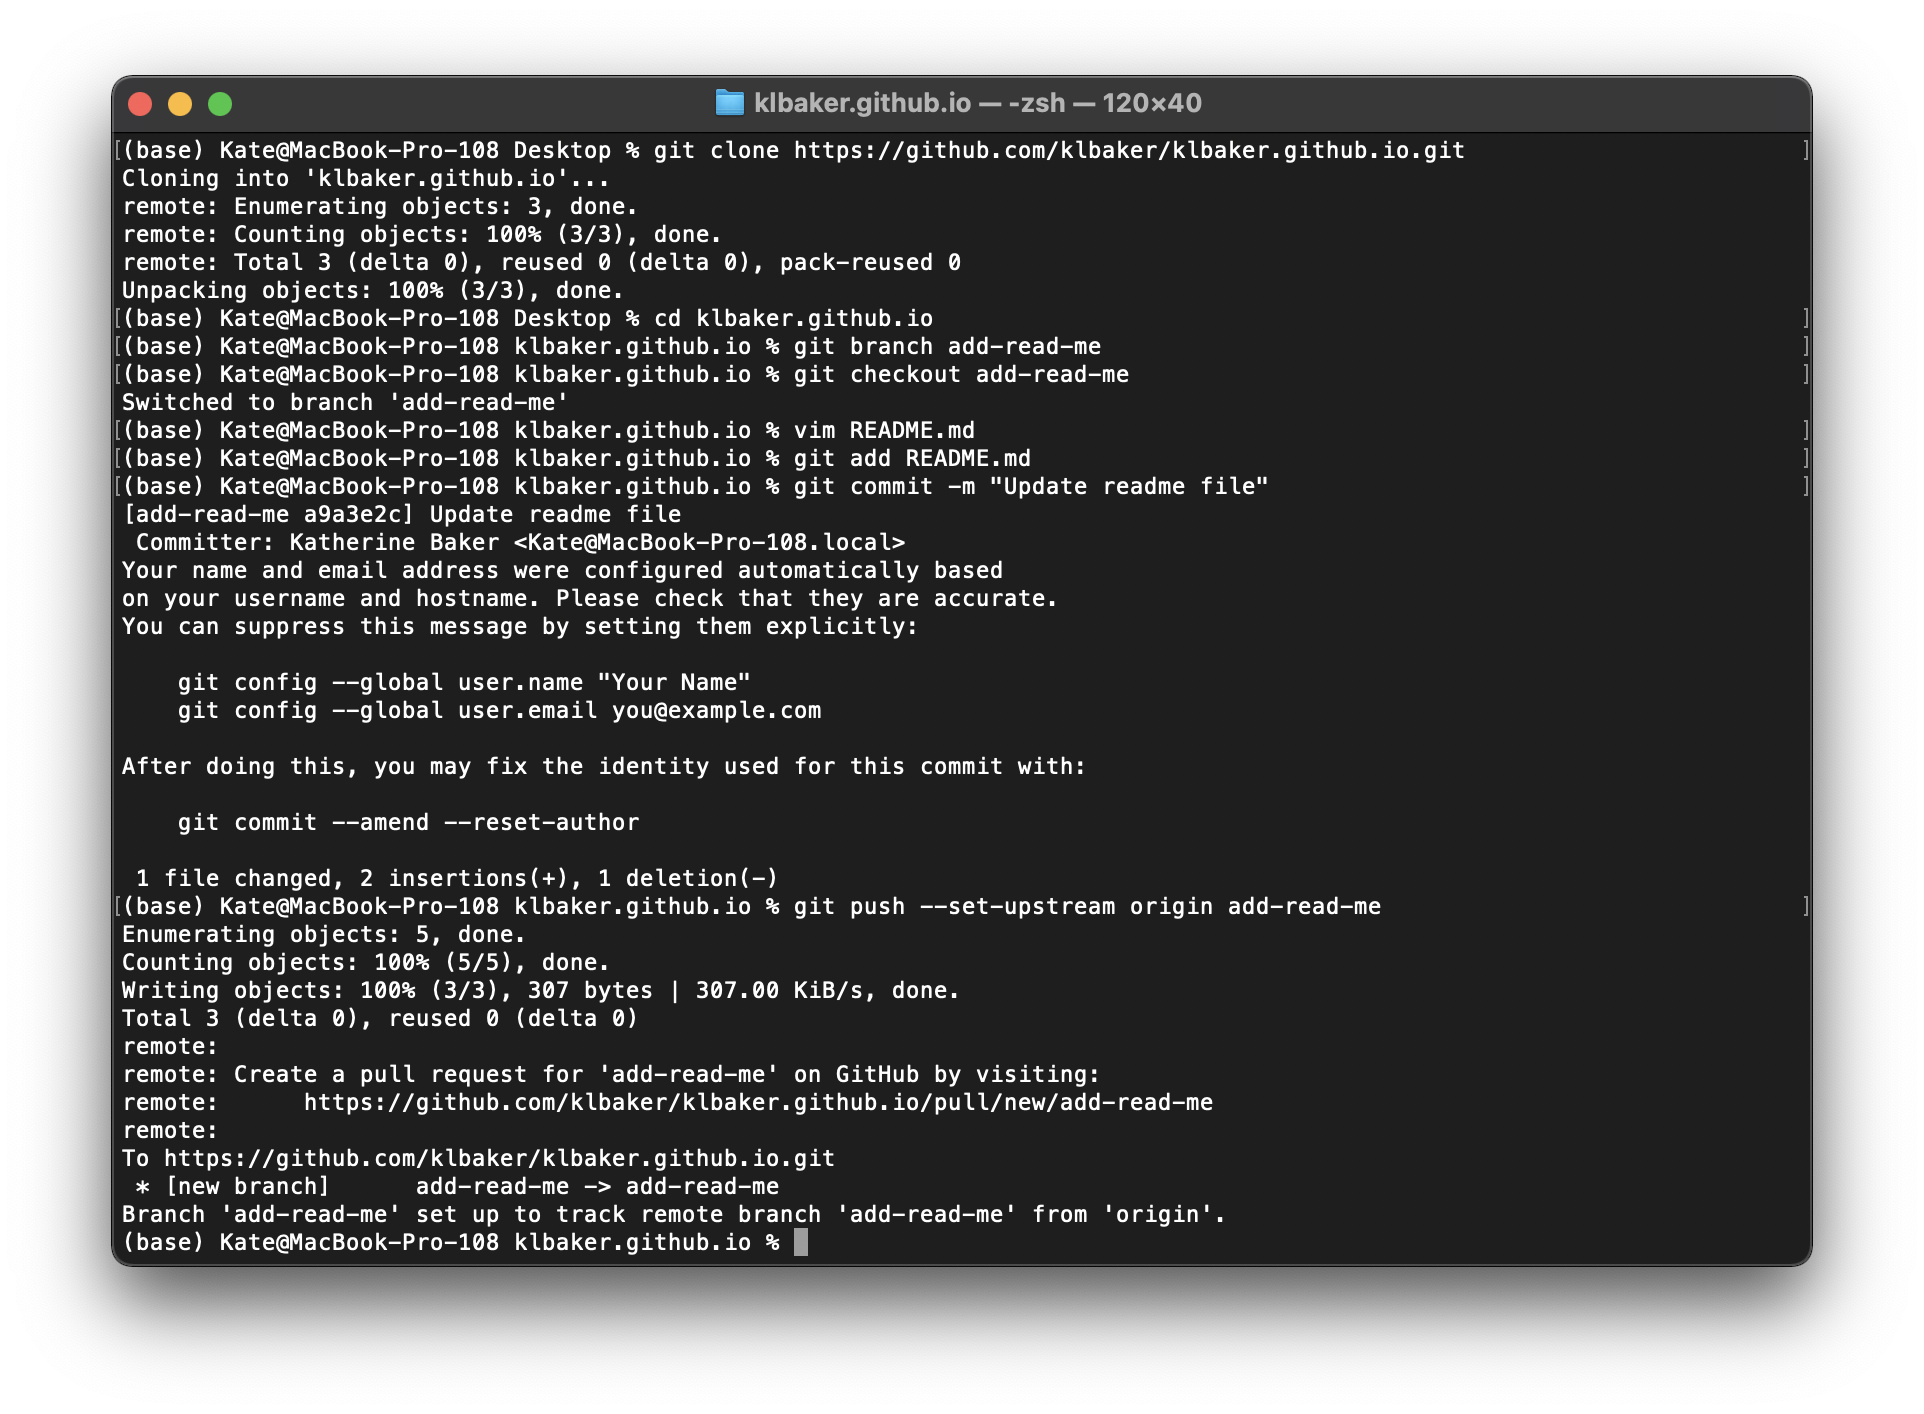 klbaker.github.io — -zsh — 120×40
[(base) Kate@MacBook-Pro-108 Desktop % git clone https://github.com/klbaker/klbaker.github.io.git ]
Cloning into 'klbaker.github.io'...
remote: Enumerating objects: 3, done.
remote: Counting objects: 100% (3/3), done.
remote: Total 3 (delta 0), reused 0 (delta 0), pack-reused 0
Unpacking objects: 100% (3/3), done.
[(base) Kate@MacBook-Pro-108 Desktop % cd klbaker.github.io ]
[(base) Kate@MacBook-Pro-108 klbaker.github.io % git branch add-read-me ]
[(base) Kate@MacBook-Pro-108 klbaker.github.io % git checkout add-read-me ]
Switched to branch 'add-read-me'
[(base) Kate@MacBook-Pro-108 klbaker.github.io % vim README.md ]
[(base) Kate@MacBook-Pro-108 klbaker.github.io % git add README.md ]
[(base) Kate@MacBook-Pro-108 klbaker.github.io % git commit -m "Update readme file" ]
[add-read-me a9a3e2c] Update readme file
 Committer: Katherine Baker <Kate@MacBook-Pro-108.local>
Your name and email address were configured automatically based
on your username and hostname. Please check that they are accurate.
You can suppress this message by setting them explicitly:

    git config --global user.name "Your Name"
    git config --global user.email you@example.com

After doing this, you may fix the identity used for this commit with:

    git commit --amend --reset-author

 1 file changed, 2 insertions(+), 1 deletion(-)
[(base) Kate@MacBook-Pro-108 klbaker.github.io % git push --set-upstream origin add-read-me ]
Enumerating objects: 5, done.
Counting objects: 100% (5/5), done.
Writing objects: 100% (3/3), 307 bytes | 307.00 KiB/s, done.
Total 3 (delta 0), reused 0 (delta 0)
remote:
remote: Create a pull request for 'add-read-me' on GitHub by visiting:
remote:      https://github.com/klbaker/klbaker.github.io/pull/new/add-read-me
remote:
To https://github.com/klbaker/klbaker.github.io.git
 * [new branch]      add-read-me -> add-read-me
Branch 'add-read-me' set up to track remote branch 'add-read-me' from 'origin'.
(base) Kate@MacBook-Pro-108 klbaker.github.io %